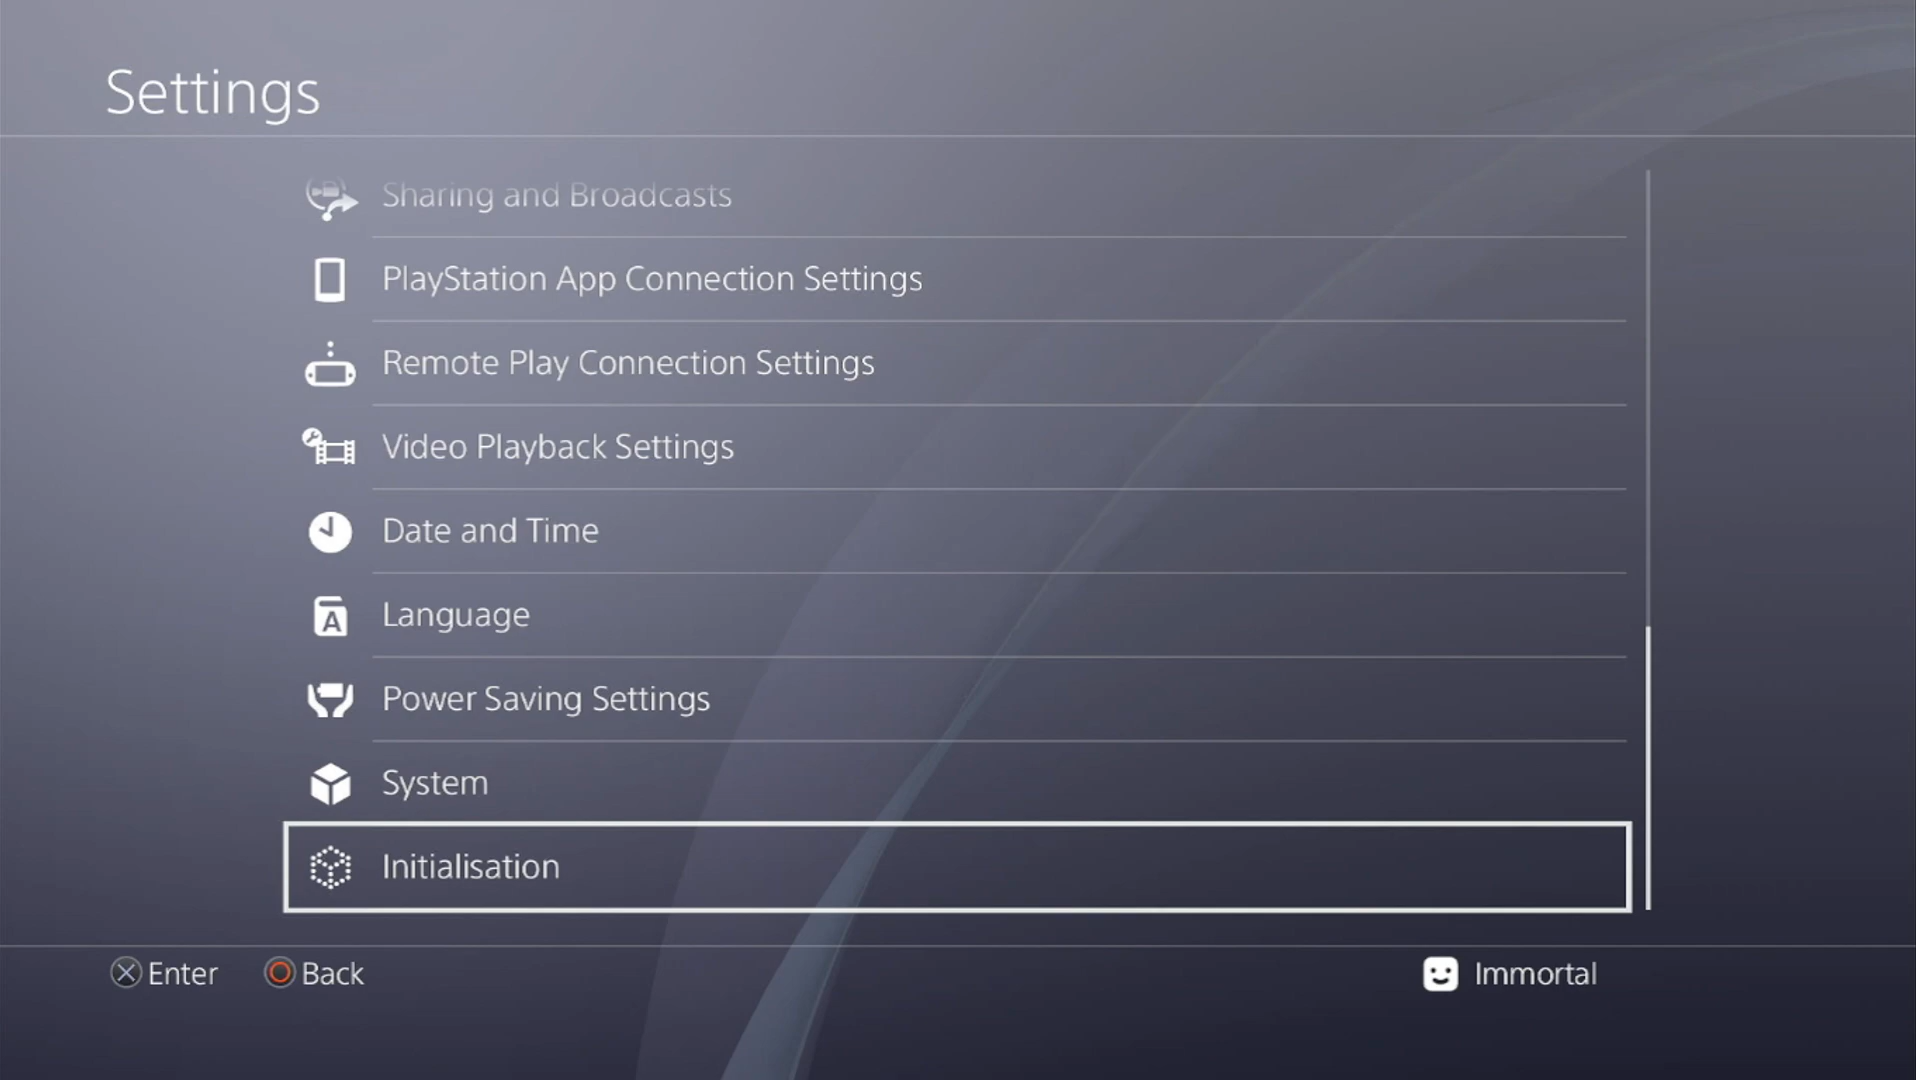 Settings
Sharing and Broadcasts
PlayStation App Connection Settings
Remote Play Connection Settings
Video Playback Settings
Date and Time
A Language
Power Saving Settings
System
Initialisation
Enter Back Immortal